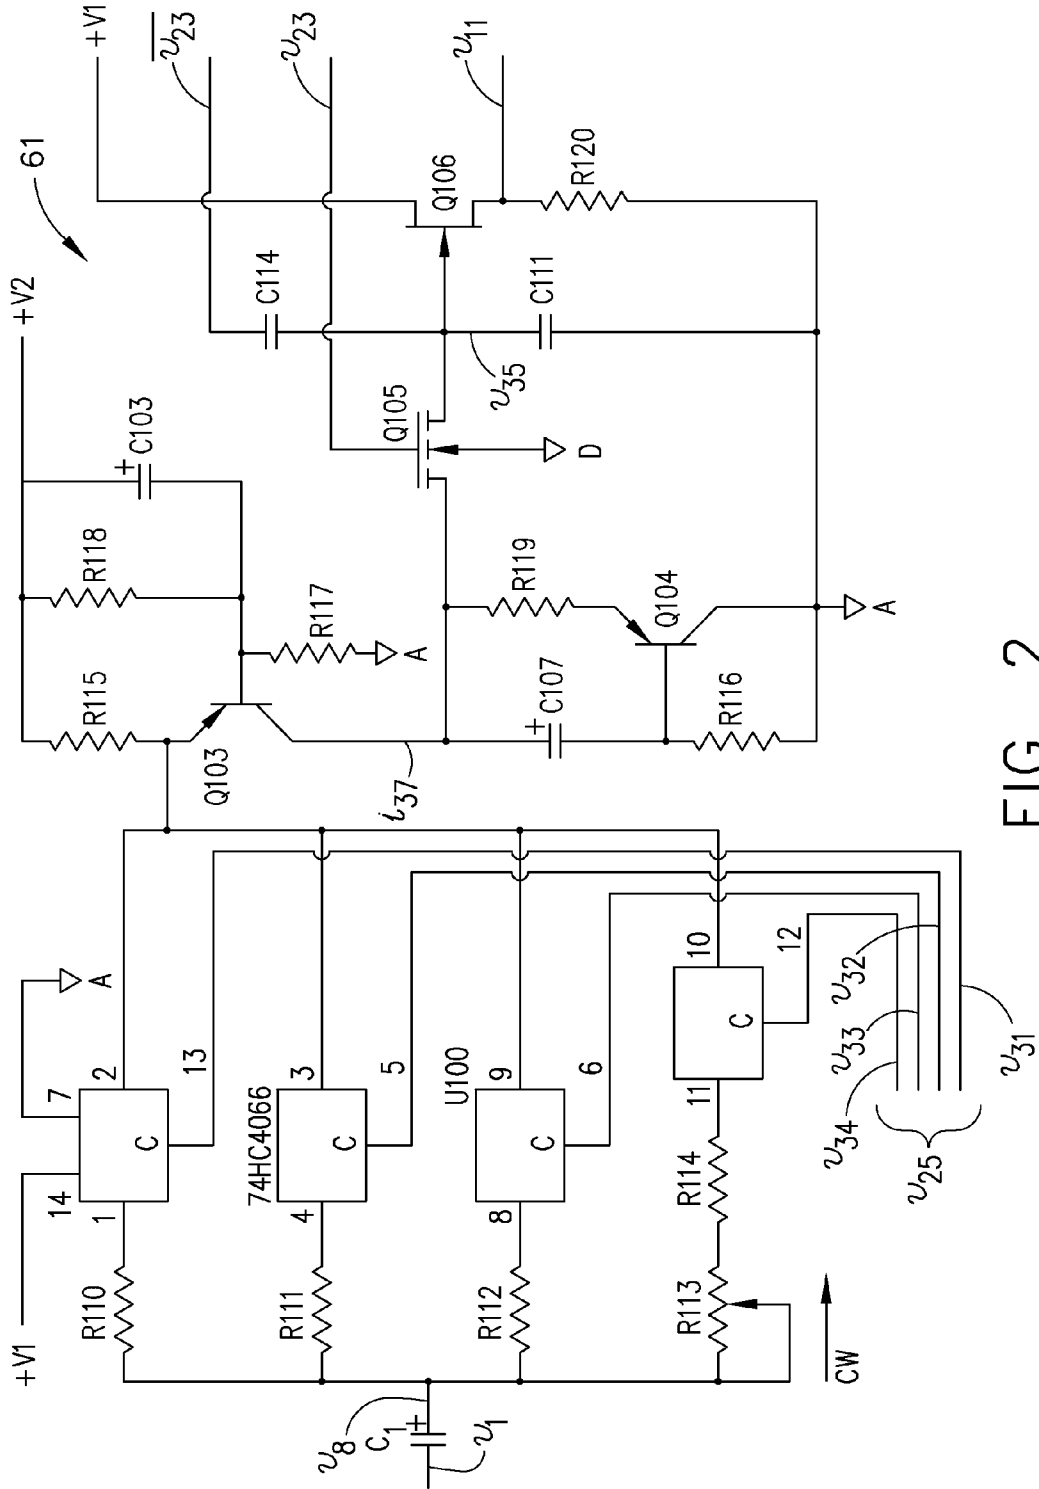 +V1
+V2
61
+V1
14
7
1
2
A
R110
R115
R118
+
C103
v23
13
Q103
R117
A
74HC4066
4
3
5
R111
v8
C1
+
v1
i37
C114
v23
Q105
Q106
v11
U100
8
9
6
R112
+
C107
R119
v35
C111
D
R120
Q104
R113
R114
11
10
12
R116
A
C
C
C
C
CW
v34
v33
v32
v25
v31
FIG 2